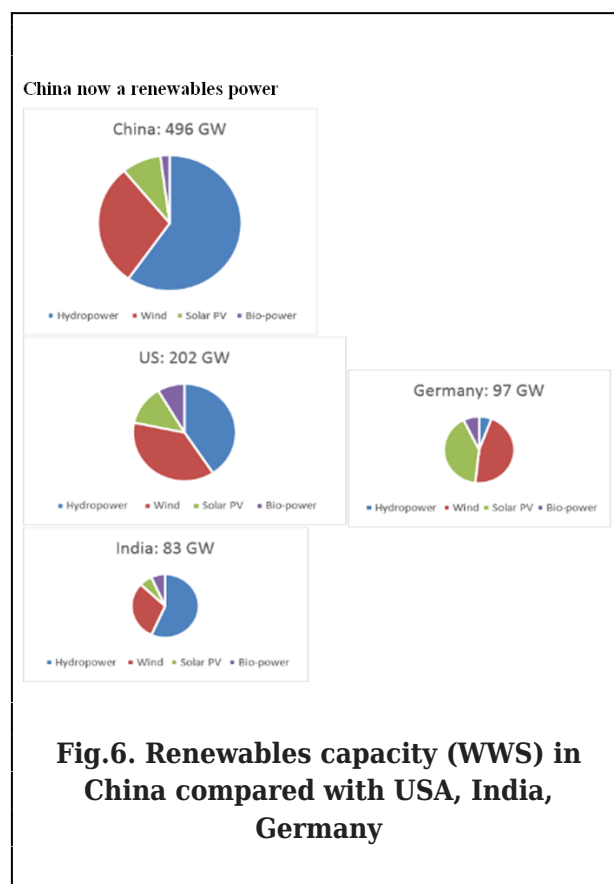 China now a renewables power
China: 496 GW
Hydropower Wind Solar PV Bio-power
US: 202 GW
Hydropower Wind Solar PV Bio-power
Germany: 97 GW
Hydropower Wind Solar PV Bio-power
India: 83 GW
Hydropower Wind Solar PV Bio-power
Fig.6. Renewables capacity (WWS) in
China compared with USA, India,
Germany